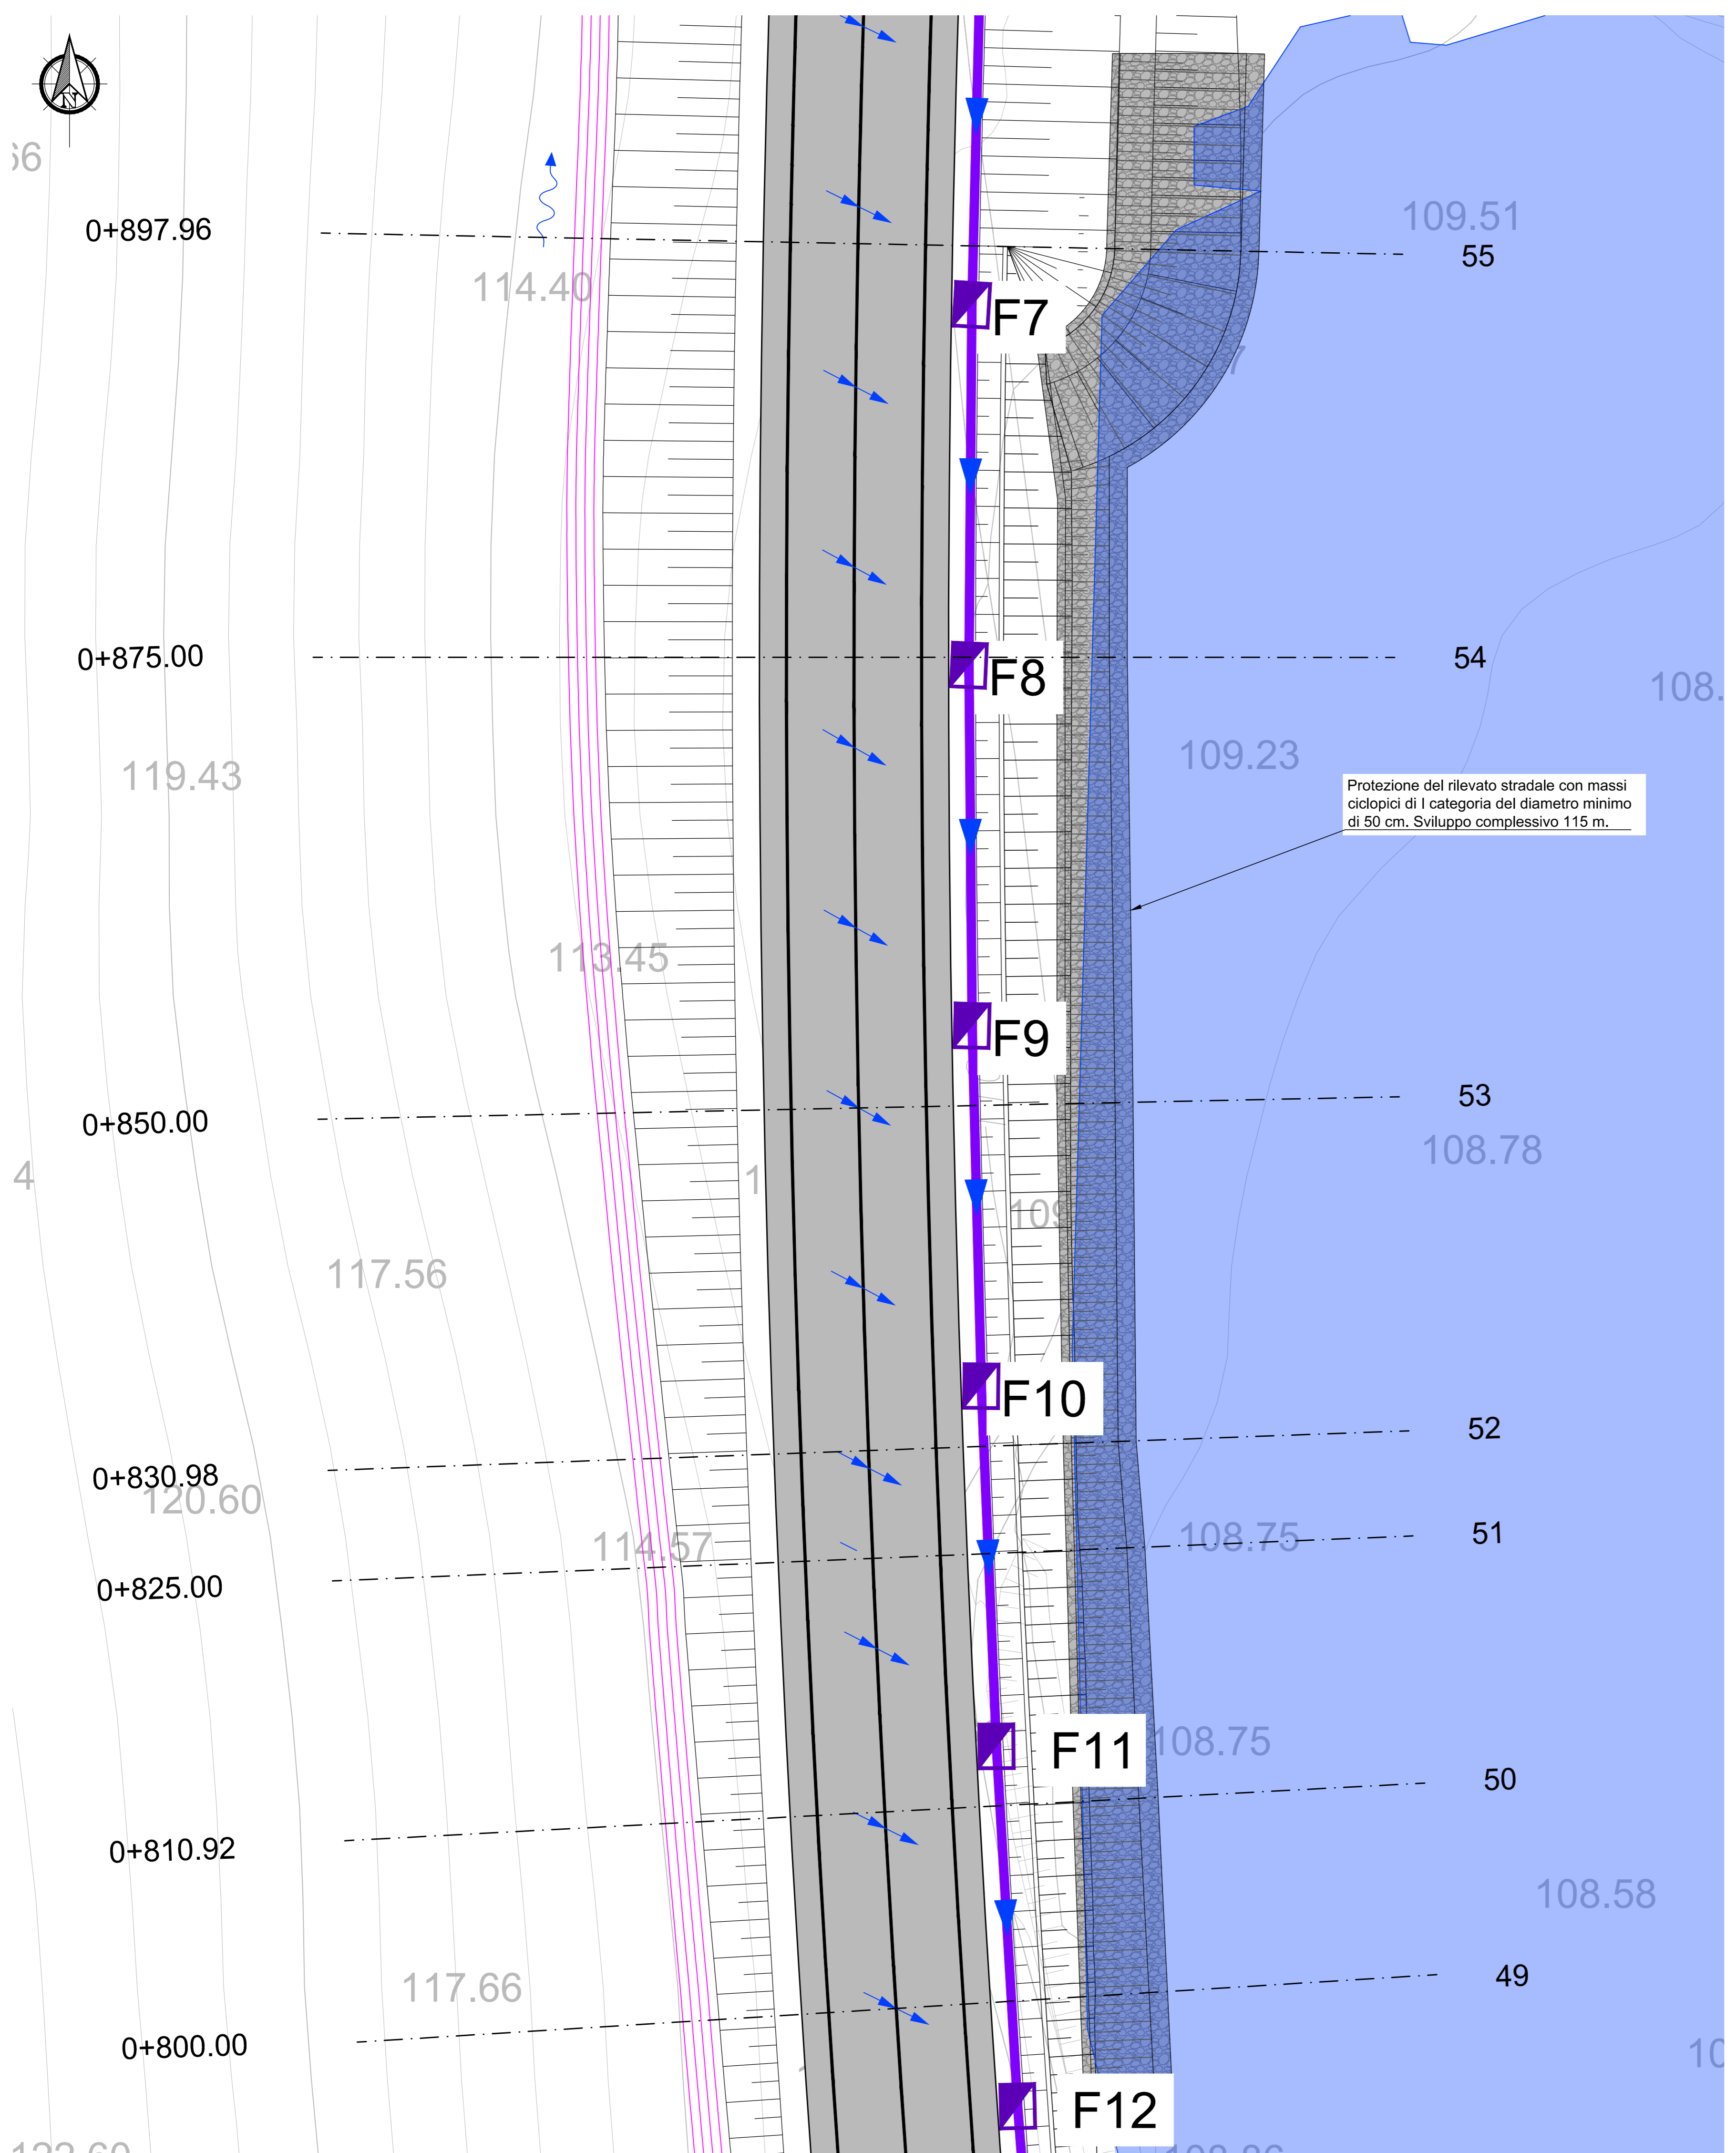 N
0+897.96
109.51
55
114.40
F7
0+875.00
54
F8
108.
119.43
109.23
Protezione del rilevato stradale con massi
ciclopici di I categoria del diametro minimo
di 50 cm. Sviluppo complessivo 115 m.
113.45
F9
0+850.00
53
108.78
109
117.56
F10
0+830.98
52
120.60
114.57
108.75
51
0+825.00
F11
108.75
50
0+810.92
108.58
117.66
49
0+800.00
F12